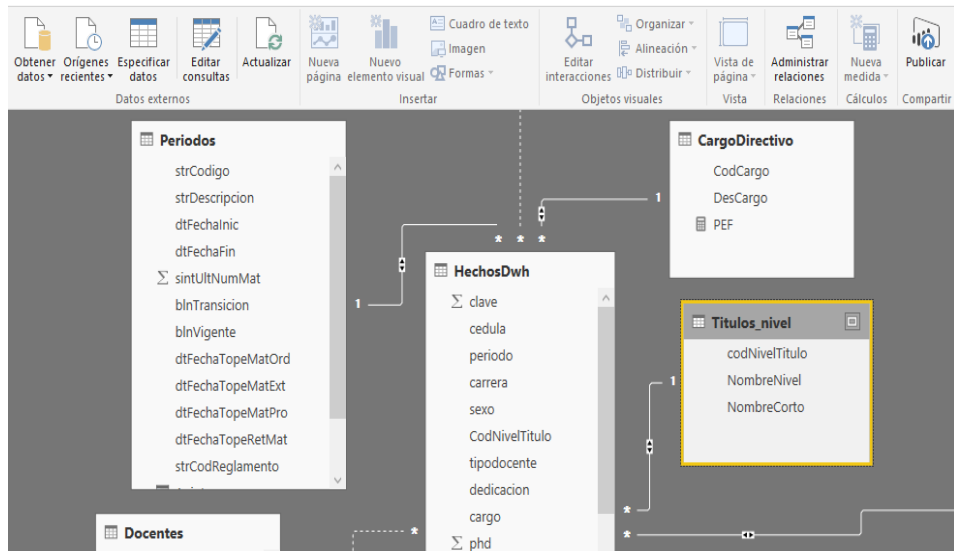 Obtener datos
Orígenes recientes
Especificar datos
Editar consultas
Actualizar
Datos externos
Nueva página
Nuevo elemento visual
Cuadro de texto
Imagen
Formas
Insertar
Editar interacciones
Organizar
Alineación
Distribuir
Objetos visuales
Vista de página
Vista
Administrar relaciones
Relaciones
Nueva medida
Cálculos
Publicar
Compartir
Periodos
strCodigo
strDescripcion
dtFechaInic
dtFechaFin
∑ sintUltNumMat
blnTransicion
blnVigente
dtFechaTopeMatOrd
dtFechaTopeMatExt
dtFechaTopeMatPro
dtFechaTopeRetMat
strCodReglamento
1
* * *
HechosDwh
∑ clave
cedula
periodo
carrera
sexo
CodNivelTitulo
tipodocente
dedicacion
cargo
∑ phd
1
CargoDirectivo
CodCargo
DesCargo
PEF
1
Titulos_nivel
codNivelTitulo
NombreNivel
NombreCorto
*
*
*
Docentes